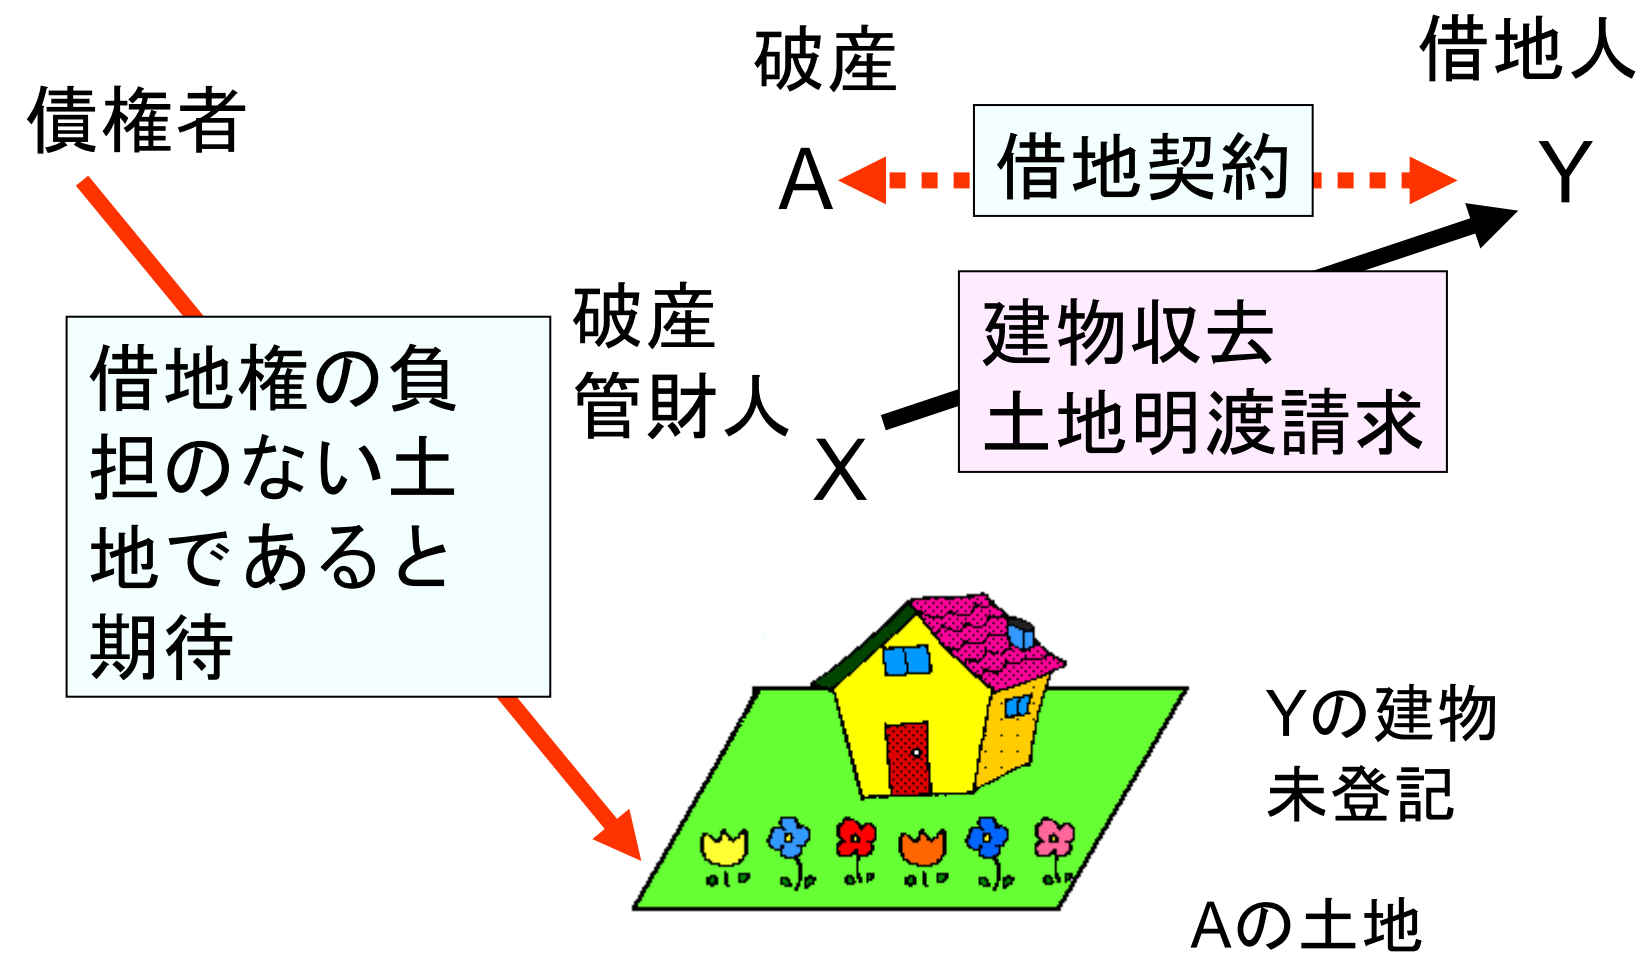 破産
借地人
債権者
A
借地契約
Y
破産
管財人
X
建物収去
土地明渡請求
借地権の負
担のない土
地であると
期待
Yの建物
未登記
Aの土地